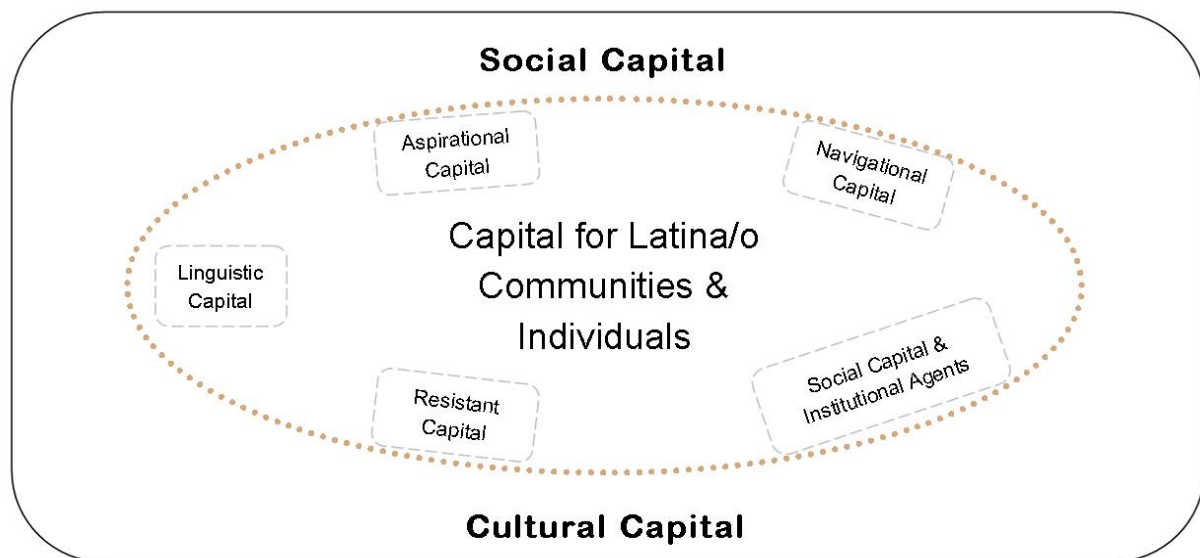 Social Capital
Aspirational
Capital
Navigational
Capital
Capital for Latina/o
Communities &
Individuals
Linguistic
Capital
Social Capital &
Institutional Agents
Resistant
Capital
Cultural Capital